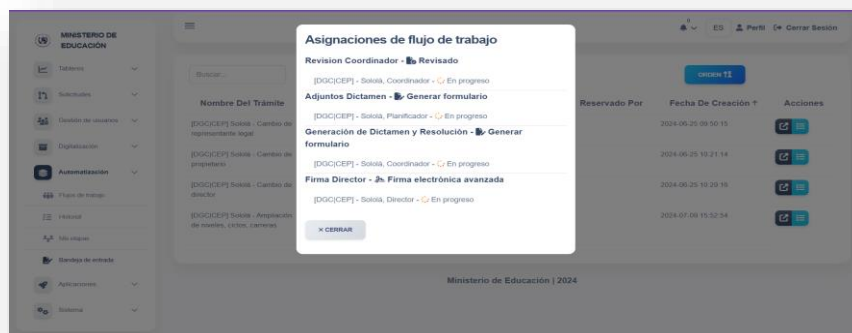 MINISTERIO DE
EDUCACIÓN
Tableros
Solicitudes
Gestión de usuarios
Digitalización
Automatización
Flujos de trabajo
Historial
Mis etapas
Bandeja de entrada
Aplicaciones
Sistema
0
ES
Perfil
Cerrar Sesión
Buscar...
ORDEN
Nombre Del Trámite
Reservado Por
Fecha De Creación ↑
Acciones
[DGC|CEP] Sololá - Cambio de
representante legal
2024-06-25 09:50:15
[DGC|CEP] Sololá - Cambio de
propietario
2024-06-25 10:21:14
[DGC|CEP] Sololá - Cambio de
director
2024-06-25 10:20:10
[DGC|CEP] Sololá - Ampliación
de niveles, ciclos, carreras
2024-07-08 15:52:54
Asignaciones de flujo de trabajo
Revision Coordinador - Revisado
[DGC|CEP] - Sololá, Coordinador - En progreso
Adjuntos Dictamen - Generar formulario
[DGC|CEP] - Sololá, Planificador - En progreso
Generación de Dictamen y Resolución - Generar
formulario
[DGC|CEP] - Sololá, Coordinador - En progreso
Firma Director - Firma electrónica avanzada
[DGC|CEP] - Sololá, Director - En progreso
× CERRAR
Ministerio de Educación | 2024